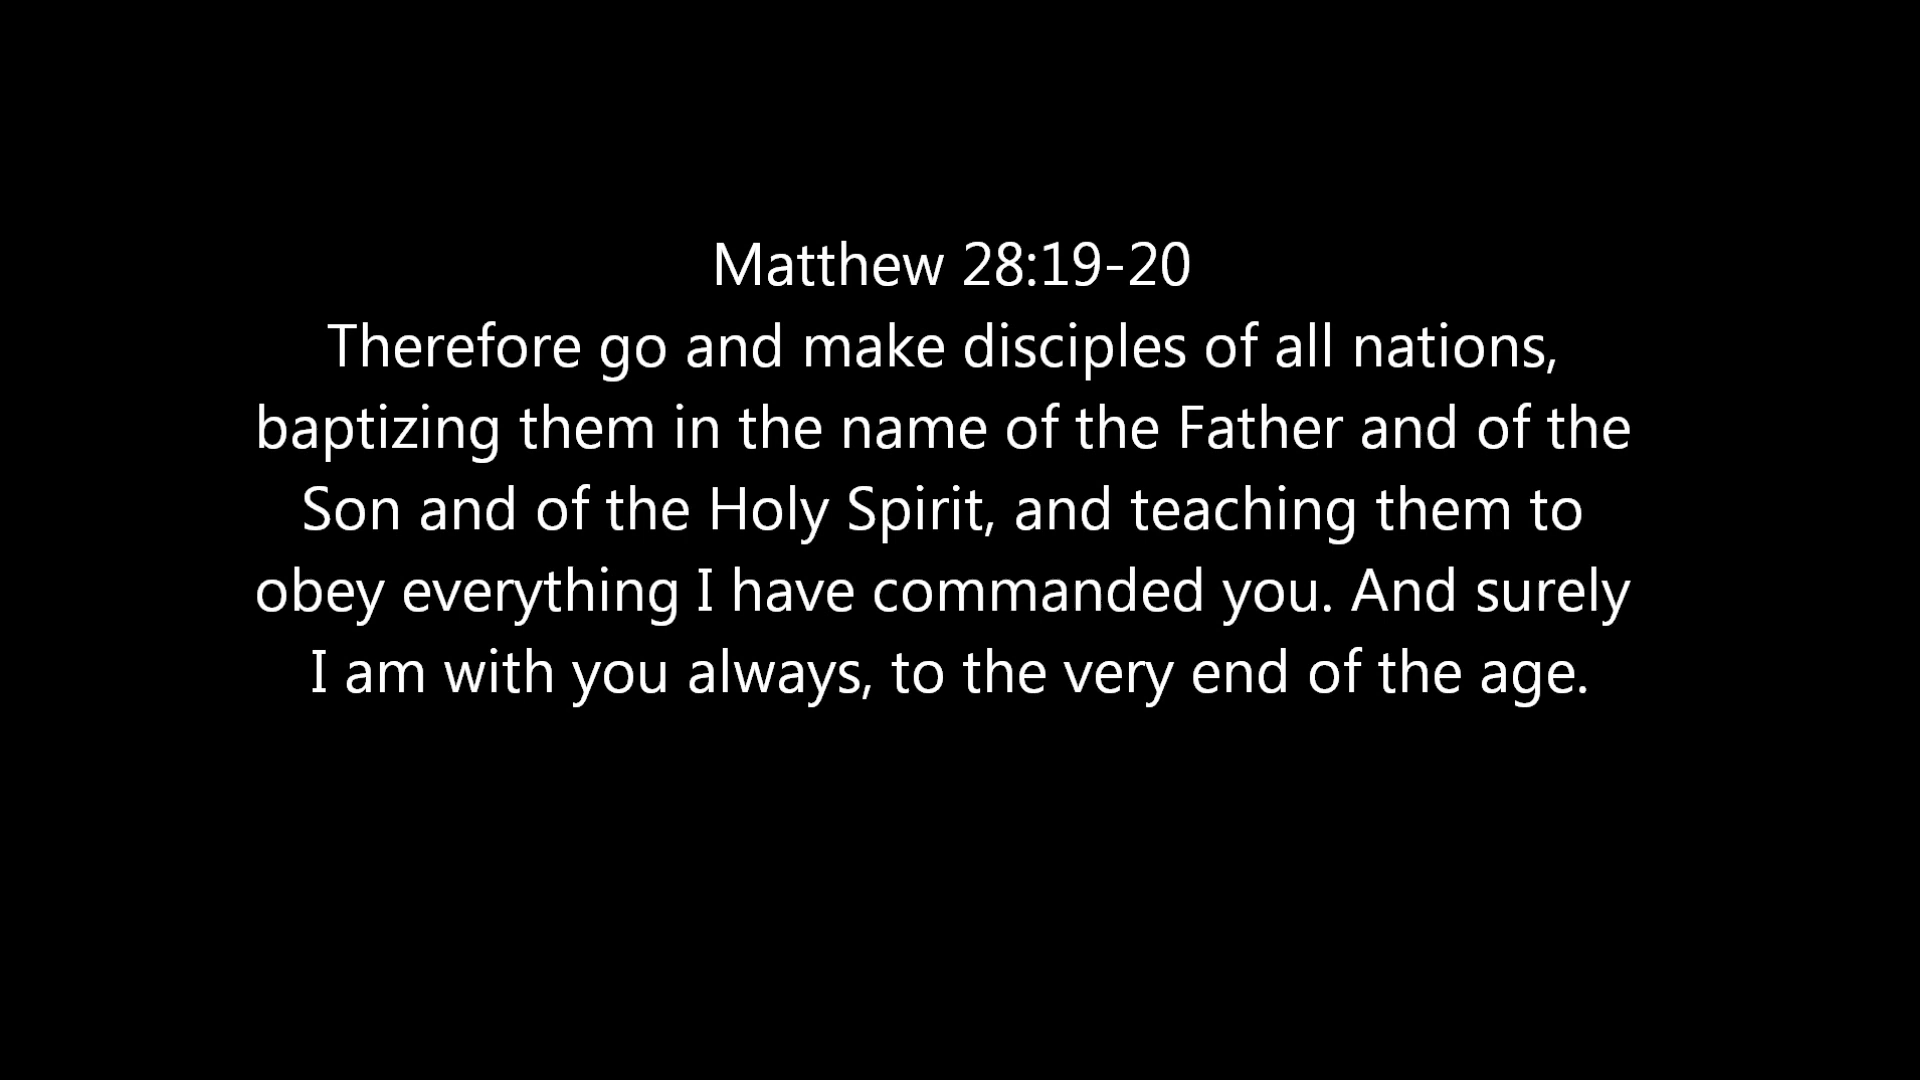 Matthew 28:19-20
Therefore go and make disciples of all nations,
baptizing them in the name of the Father and of the
Son and of the Holy Spirit, and teaching them to
obey everything I have commanded you. And surely
I am with you always, to the very end of the age.